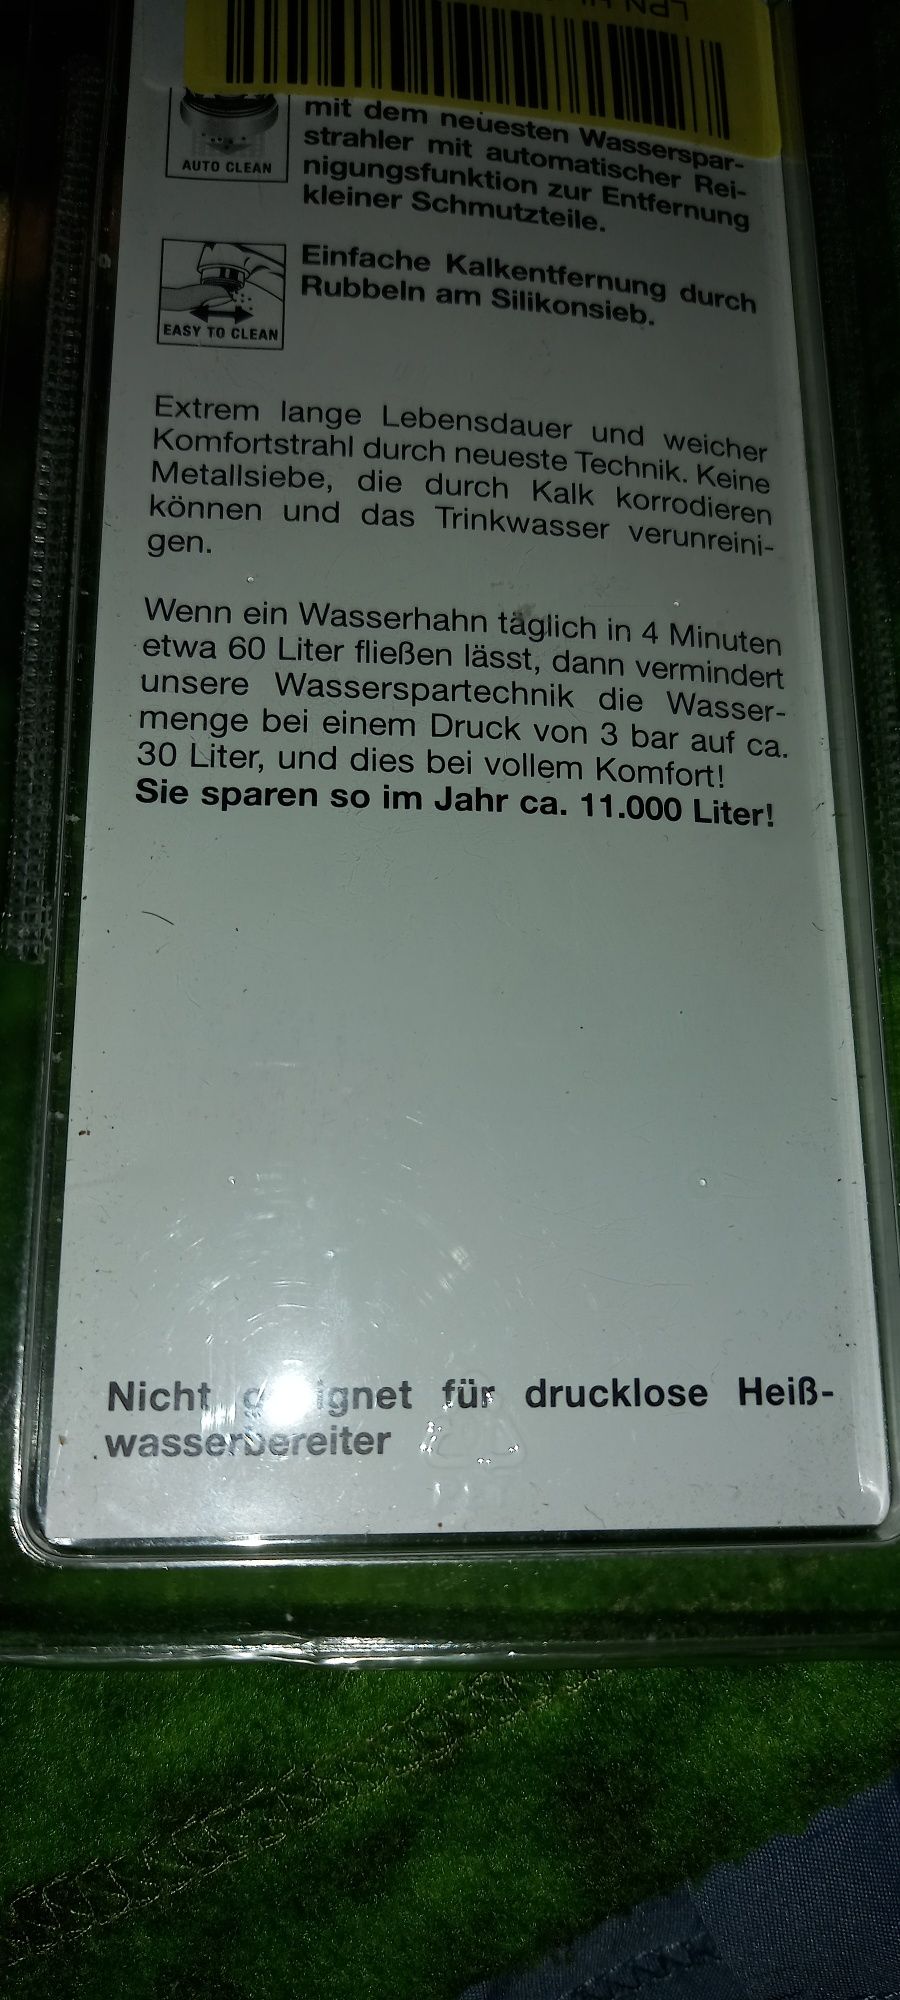 LPN
mit dem neuesten Wasserspar-
strahler mit automatischer Rei-
nigungsfunktion zur Entfernung
kleiner Schmutzteile.
AUTO CLEAN
Einfache Kalkentfernung durch
Rubbeln am Silikonsieb.
EASY TO CLEAN
Extrem lange Lebensdauer und weicher
Komfortstrahl durch neueste Technik. Keine
Metallsiebe, die durch Kalk korrodieren
können und das Trinkwasser verunreini-
gen.
Wenn ein Wasserhahn täglich in 4 Minuten
etwa 60 Liter fließen lässt, dann vermindert
unsere Wasserspartechnik die Wasser-
menge bei einem Druck von 3 bar auf ca.
30 Liter, und dies bei vollem Komfort!
Sie sparen so im Jahr ca. 11.000 Liter!
Nicht geeignet für drucklose Heiß-
wasserbereiter